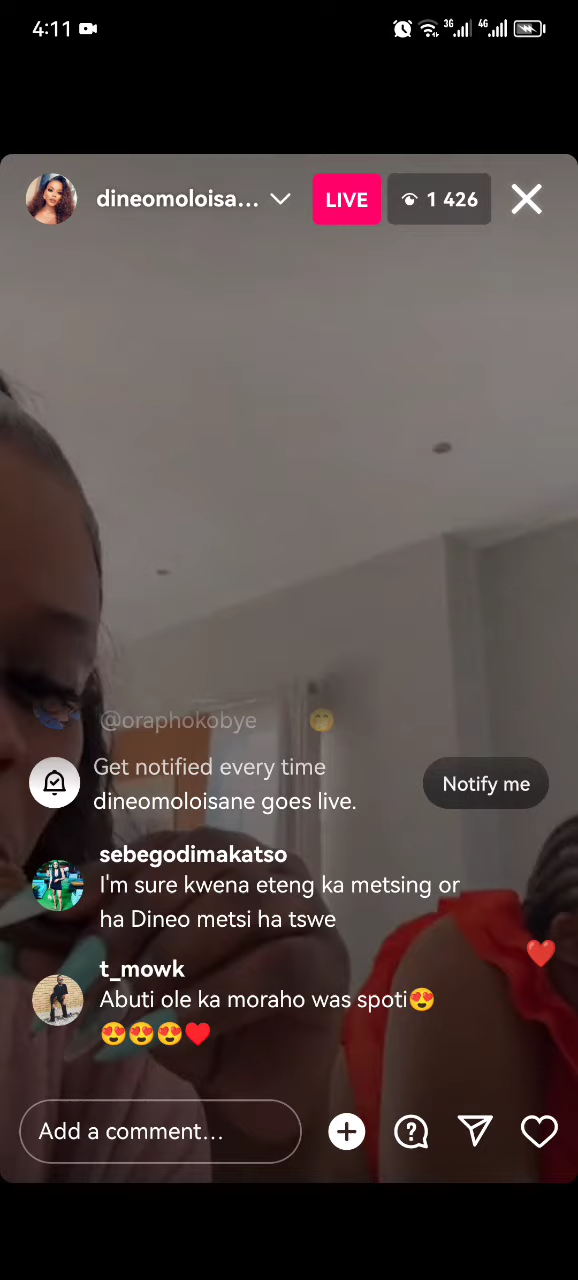 4:11
3G
4G
dineomoloisa...
LIVE
1 426
@oraphokobye 🤭
Get notified every time
dineomoloisane goes live.
Notify me
sebegodimakatso
I'm sure kwena eteng ka metsing or
ha Dineo metsi ha tswe
t_mowk
Abuti ole ka moraho was spoti😍
😍😍😍♥️
Add a comment...